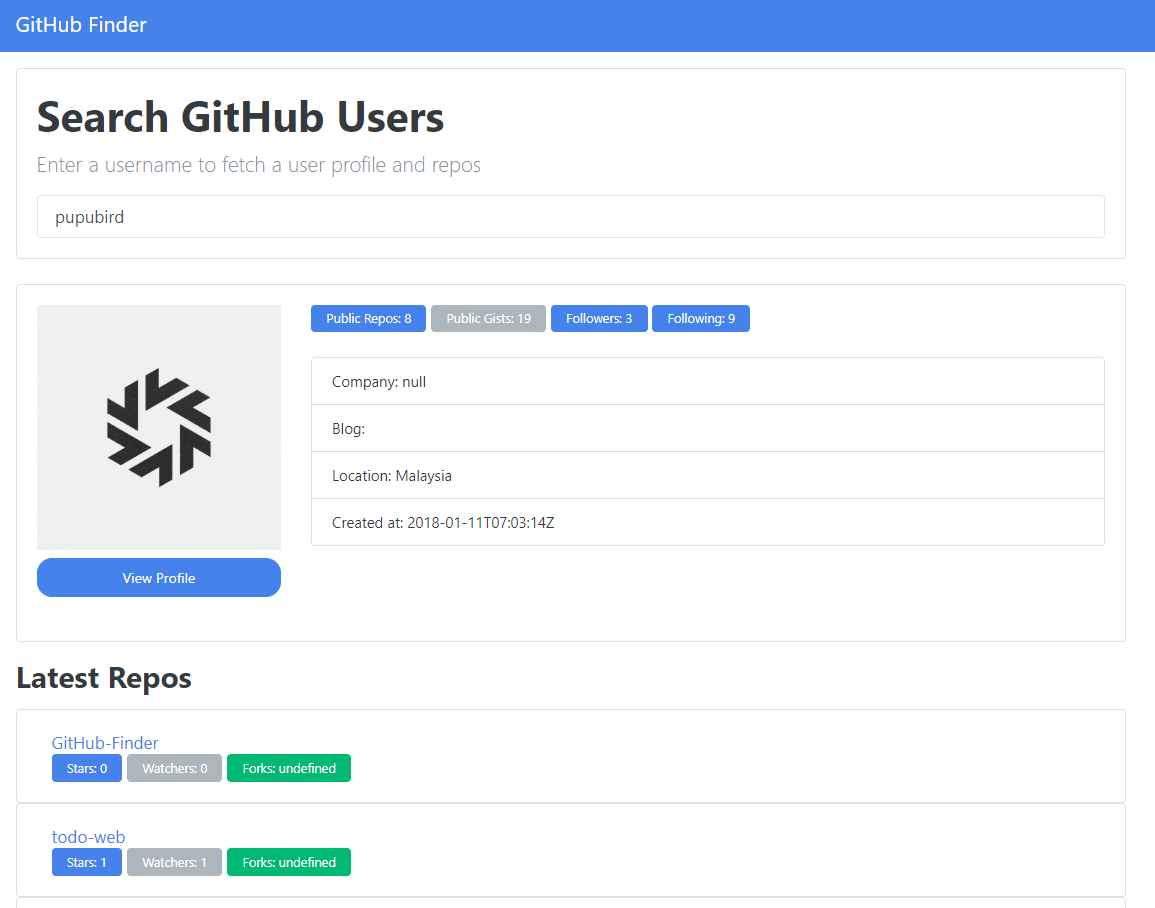 GitHub Finder
Search GitHub Users
Enter a username to fetch a user profile and repos
pupubird
Public Repos: 8 Public Gists: 19 Followers: 3 Following: 9
Company: null
Blog:
Location: Malaysia
Created at: 2018-01-11T07:03:14Z
View Profile
Latest Repos
GitHub-Finder
Stars: 0 Watchers: 0 Forks: undefined
todo-web
Stars: 1 Watchers: 1 Forks: undefined